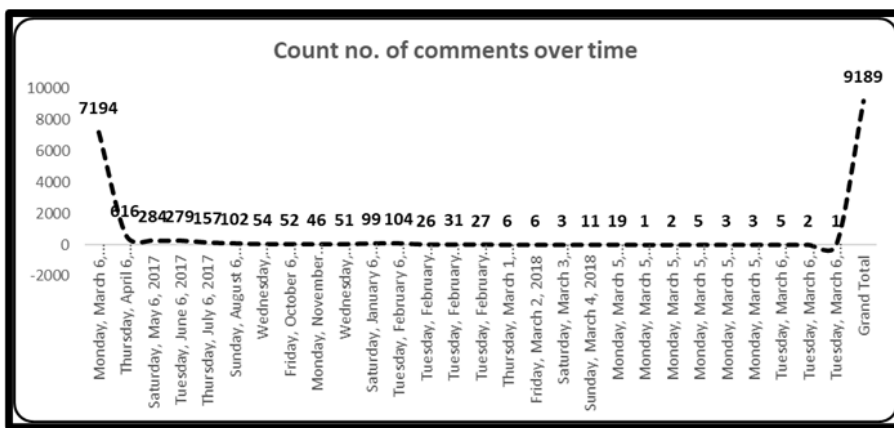 Count no. of comments over time
10000
8000
6000
4000
2000
0
-2000
7194
616
284
279
157
102
54
52
46
51
99
104
26
31
27
6
6
3
11
19
1
2
5
3
3
5
2
1
9189
Monday, March 6,...
Thursday, April 6,...
Saturday, May 6, 2017
Tuesday, June 6, 2017
Thursday, July 6, 2017
Sunday, August 6,...
Wednesday,...
Friday, October 6,...
Monday, November...
Wednesday,...
Saturday, January 6,...
Tuesday, February 6,...
Tuesday, February...
Tuesday, February...
Tuesday, February...
Thursday, March 1,...
Friday, March 2, 2018
Saturday, March 3,...
Sunday, March 4, 2018
Monday, March 5,...
Monday, March 5,...
Monday, March 5,...
Monday, March 5,...
Monday, March 5,...
Monday, March 5,...
Tuesday, March 6,...
Tuesday, March 6,...
Tuesday, March 6,...
Grand Total